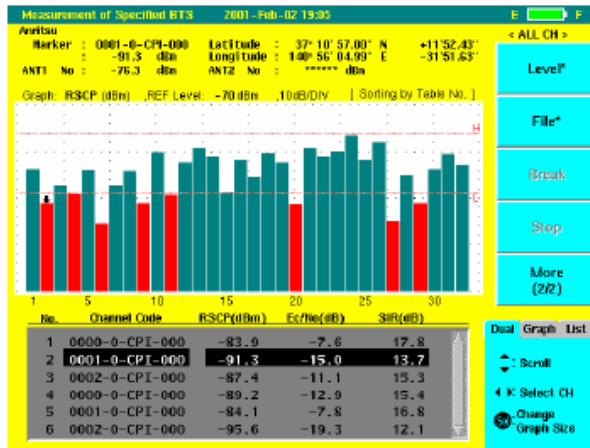 Measurement of Specified BTS 2001-Feb-02 19:05 E F
Anritsu < ALL CH >
Marker : 0001-0-CPI-000 Latitude : 37° 10' 57.00" N +11'52.43"
: -91.3 dBm Longitude : 140° 56' 04.99" E -31'51.63"
ANT1 No : -76.3 dBm ANT2 No : ****** dBm
Graph: RSCP (dBm) ,REF Level: -70 dBm ,10dB/DIV [ Sorting by Table No. ]
Level*
File*
Break
Stop
More
(2/2)
H
L
1 5 10 15 20 25 30
No. Channel Code RSCP(dBm) Ec/No(dB) SIR(dB)
1 0000-0-CPI-000 -83.9 -7.6 17.8
2 0001-0-CPI-000 -91.3 -15.0 13.7
3 0002-0-CPI-000 -87.4 -11.1 15.3
4 0000-0-CPI-000 -89.2 -12.9 15.4
5 0001-0-CPI-000 -84.1 -7.8 16.8
6 0002-0-CPI-000 -95.6 -19.3 12.1
Dual Graph List
: Scroll
: Select CH
: Change
Graph Size